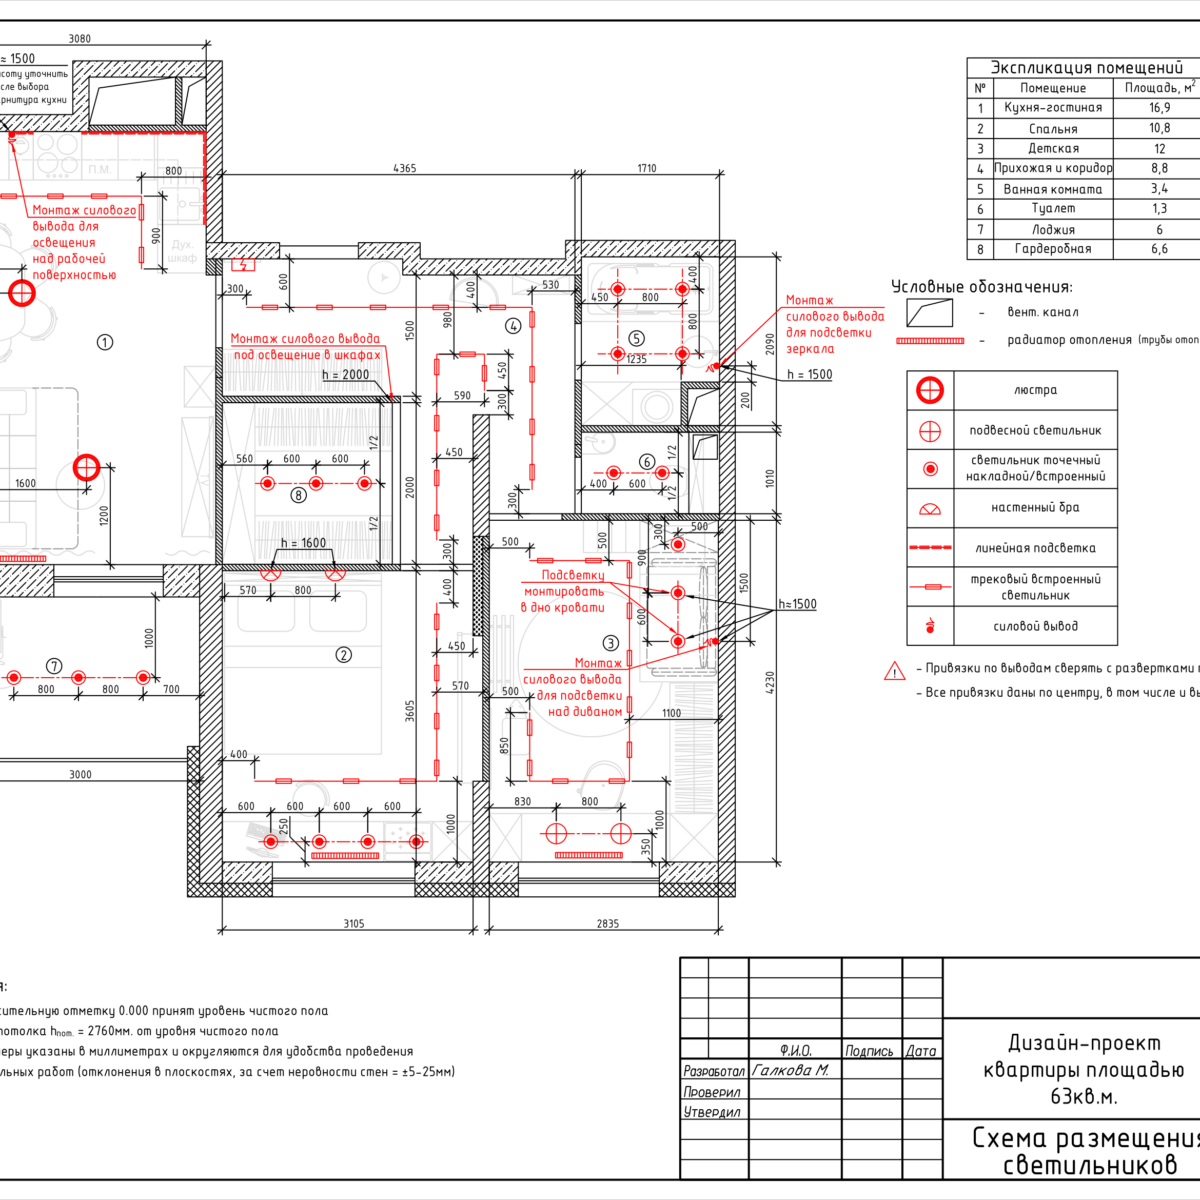 3080
≈ 1500
соту уточнить
сле выбора
арнитура кухни
П.М.
800
900
Дух.
шкаф
Монтаж силового
вывода для
освещения
над рабочей
поверхностью
1
1600
1200
4365
1710
600
300
400
530
980
1500
4
450
300
590
450
Монтаж силового вывода
под освещение в шкафах
h = 2000
560
600
600
8
1/2
1/2
2000
300
300
400
450
800
800
5
1235
2090
200
Монтаж
силового вывода
для подсветки
зеркала
h = 1500
6
1/2
1/2
400
600
1010
h = 1600
570
800
400
450
570
2
3605
400
600
600
600
600
250
1000
7
1000
800
800
700
3000
500
500
900
300
500
600
1500
Подсветку
монтировать
в дно кровати
h≈1500
3
Монтаж
силового вывода
для подсветки
над диваном
500
850
1100
4230
830
800
1000
350
3105
2835
Экспликация помещений
№ Помещение Площадь, м²
1 Кухня-гостиная 16,9
2 Спальня 10,8
3 Детская 12
4 Прихожая и коридор 8,8
5 Ванная комната 3,4
6 Туалет 1,3
7 Лоджия 6
8 Гардеробная 6,6
Условные обозначения:
- вент. канал
- радиатор отопления (трубы отоп
люстра
подвесной светильник
светильник точечный
накладной/встроенный
настенный бра
линейная подсветка
трековый встроенный
светильник
силовой вывод
- Привязки по выводам сверять с развертками
- Все привязки даны по центру, в том числе и вы
я:
сительную отметку 0.000 принят уровень чистого пола
потолка hпот. = 2760мм. от уровня чистого пола
еры указаны в миллиметрах и округляются для удобства проведения
льных работ (отклонения в плоскостях, за счет неровности стен = ±5-25мм)
Ф.И.О. Подпись Дата
Разработал Галкова М.
Проверил
Утвердил
Дизайн-проект
квартиры площадью
63кв.м.
Схема размещения
светильников